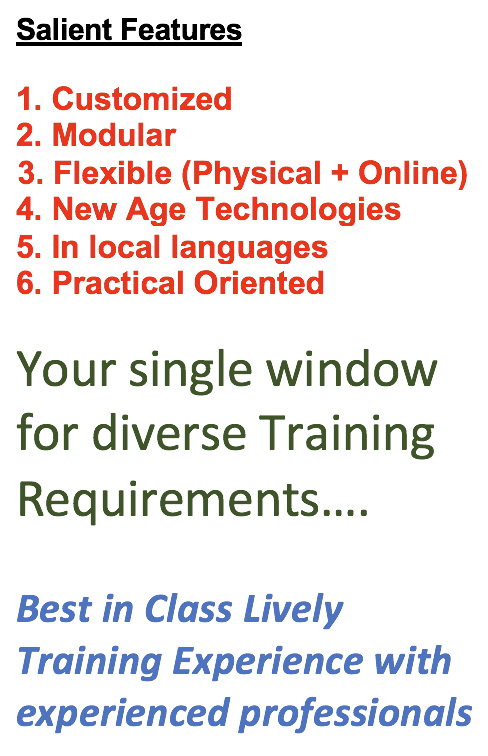 Salient Features
1. Customized
2. Modular
3. Flexible (Physical + Online)
4. New Age Technologies
5. In local languages
6. Practical Oriented
Your single window
for diverse Training
Requirements....
Best in Class Lively
Training Experience with
experienced professionals